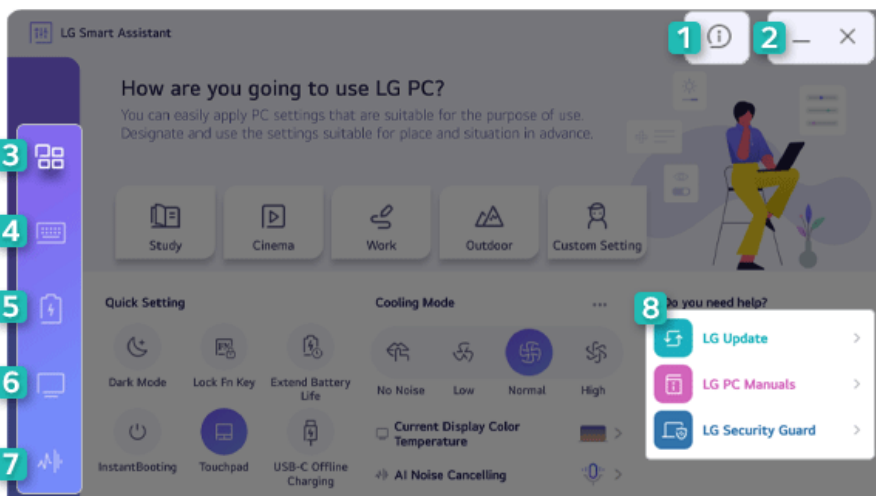 LG Smart Assistant
1
2
How are you going to use LG PC?
You can easily apply PC settings that are suitable for the purpose of use.
Designate and use the settings suitable for place and situation in advance.
3
4
5
6
7
Study
Cinema
Work
Outdoor
Custom Setting
Quick Setting
Dark Mode
Lock Fn Key
Extend Battery
Life
InstantBooting
Touchpad
USB-C Offline
Charging
Cooling Mode
No Noise
Low
Normal
High
Current Display Color
Temperature
AI Noise Cancelling
8
Do you need help?
LG Update
LG PC Manuals
LG Security Guard